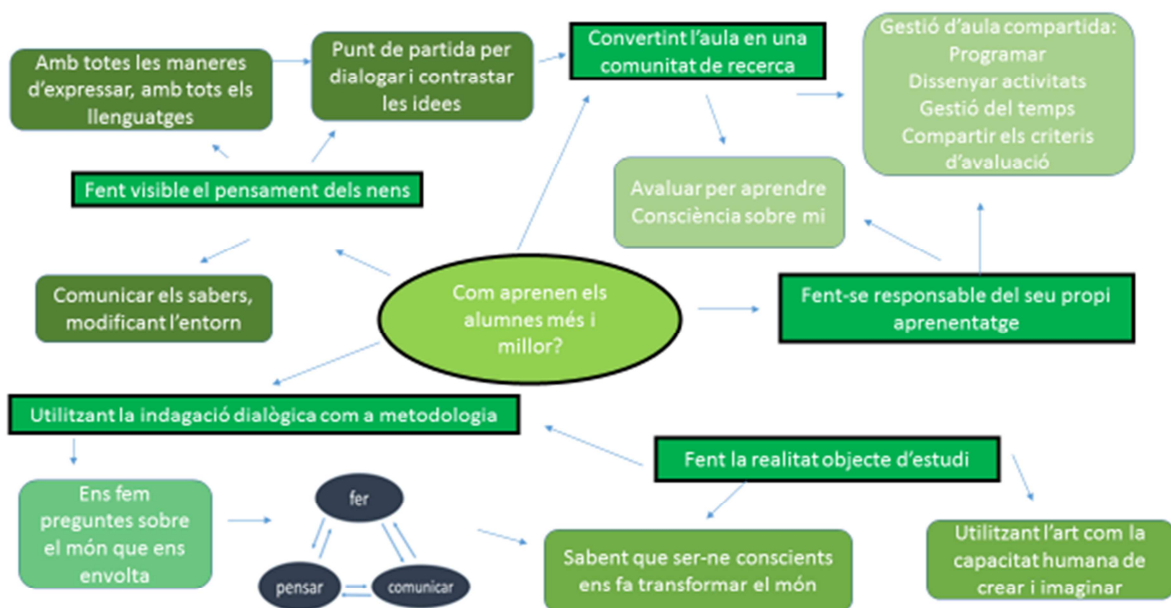 Amb totes les maneres
d'expressar, amb tots els
llenguatges
Punt de partida per
dialogar i contrastar
les idees
Convertint l'aula en una
comunitat de recerca
Gestió d'aula compartida:
Programar
Dissenyar activitats
Gestió del temps
Compartir els criteris
d'avaluació
Fent visible el pensament dels nens
Avaluar per aprendre
Consciència sobre mi
Comunicar els sabers,
modificant l'entorn
Com aprenen els
alumnes més i
millor?
Fent-se responsable del seu propi
aprenentatge
Utilitzant la indagació dialògica com a metodologia
Fent la realitat objecte d'estudi
Ens fem
preguntes sobre
el món que ens
envolta
fer
pensar
comunicar
Sabent que ser-ne conscients
ens fa transformar el món
Utilitzant l'art com la
capacitat humana de
crear i imaginar